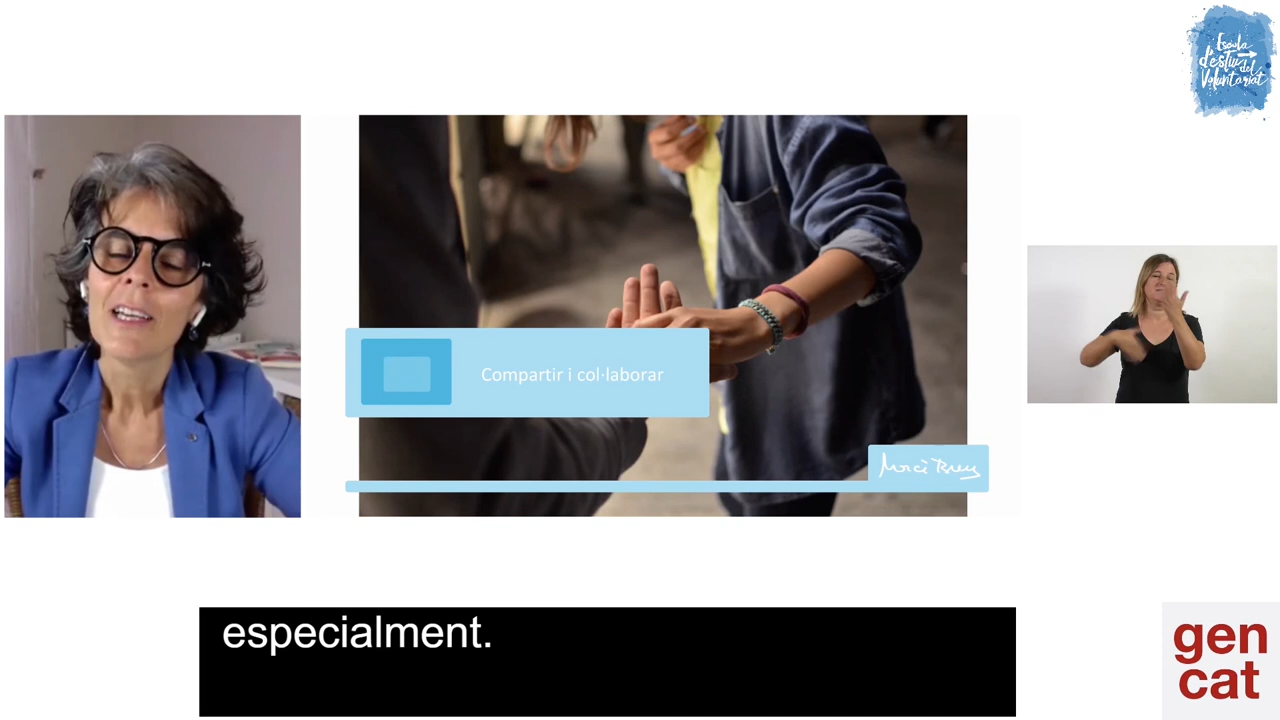 Escola
d'estiu
del
Voluntariat
Compartir i col·laborar
especialment.
gen
cat